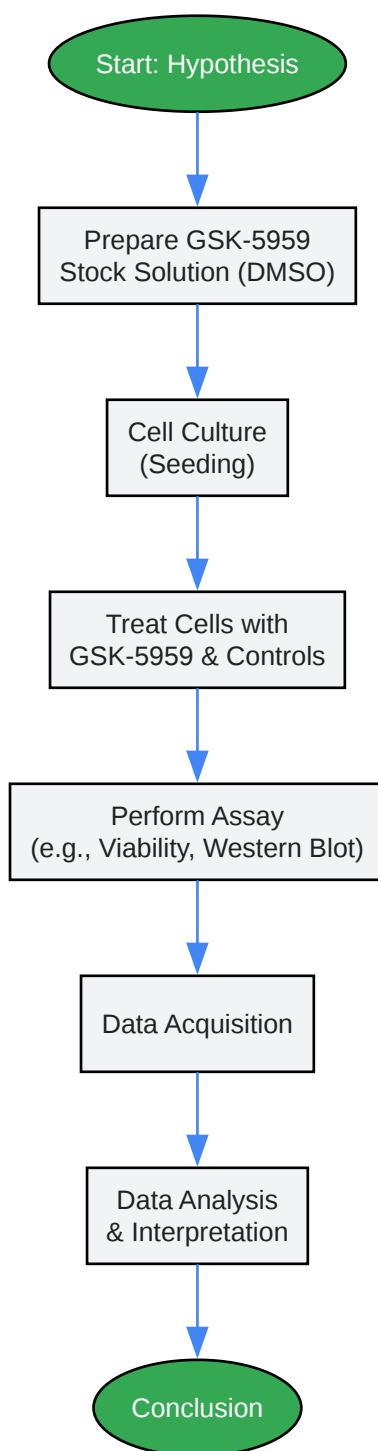 Start: Hypothesis
Prepare GSK-5959
Stock Solution (DMSO)
Cell Culture
(Seeding)
Treat Cells with
GSK-5959 & Controls
Perform Assay
(e.g., Viability, Western Blot)
Data Acquisition
Data Analysis
& Interpretation
Conclusion